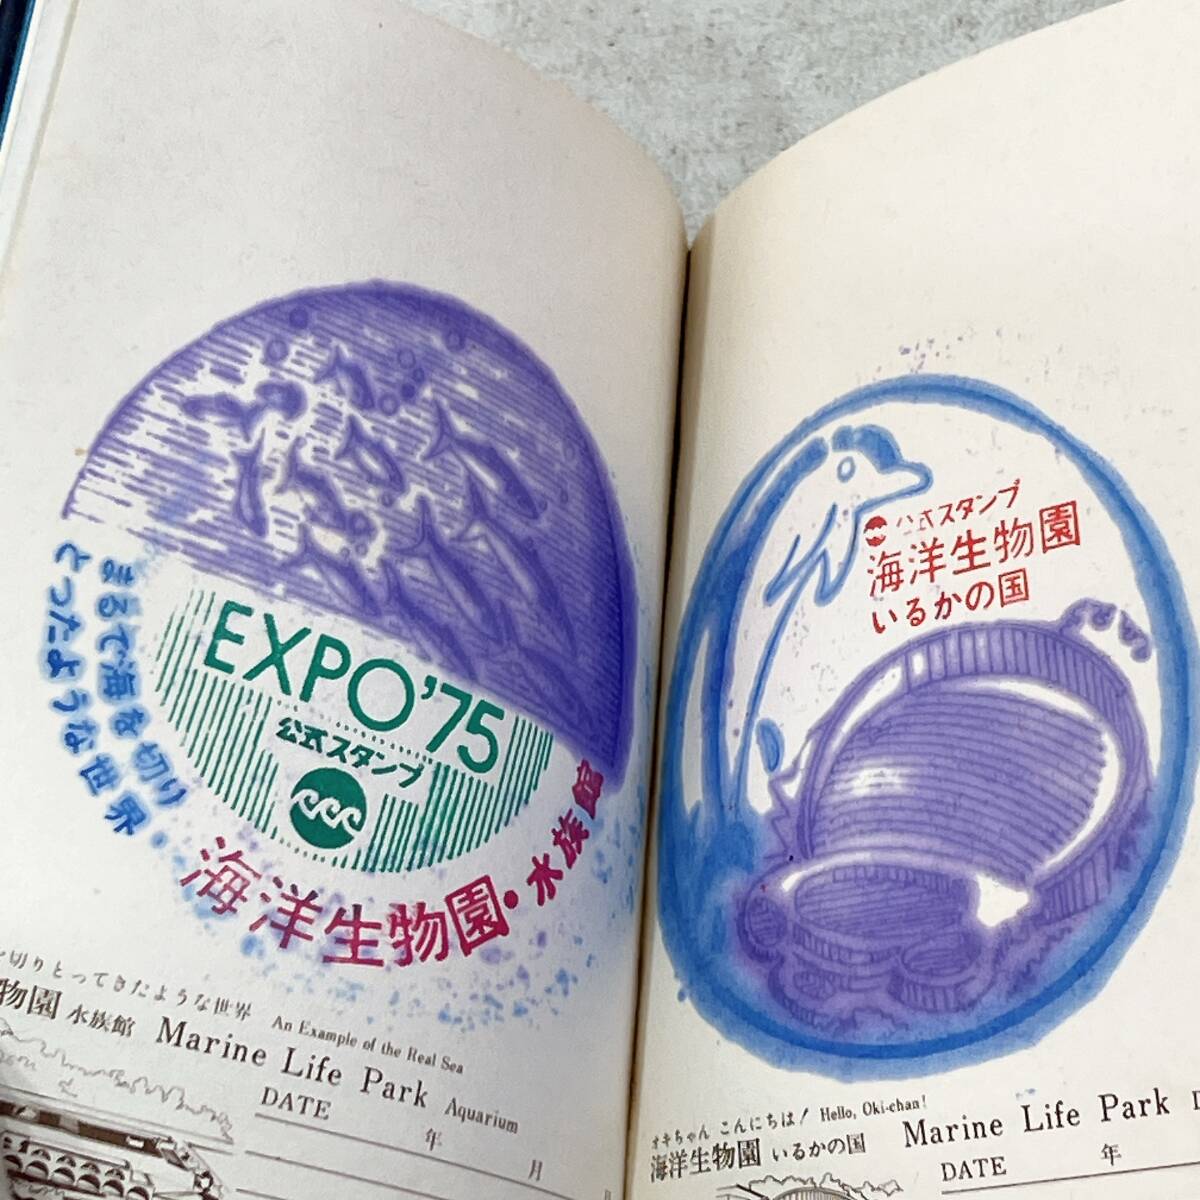 まるで海を切り
とったような世界・
EXPO'75
公式スタンプ
海洋生物園・水族館
切りとってきたような世界 An Example of the Real Sea
物園 水族館 Marine Life Park Aquarium
DATE 年 月
公式スタンプ
海洋生物園
いるかの国
オキちゃん こんにちは! Hello, Oki-chan!
海洋生物園 いるかの国 Marine Life Park
DATE 年